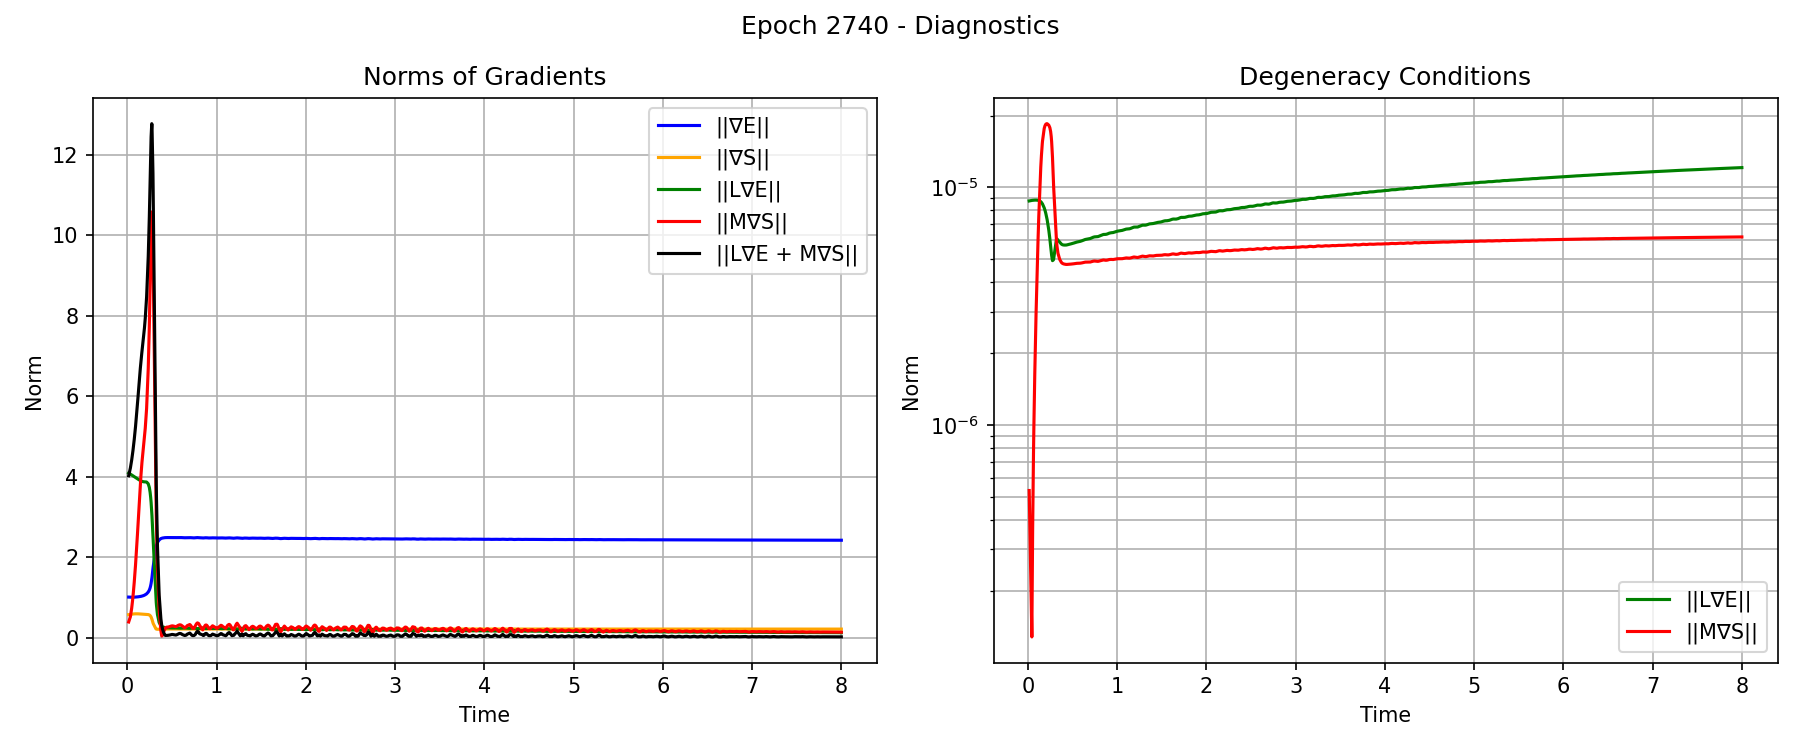 Epoch 2740 - Diagnostics
Norms of Gradients
Norm
12
10
8
6
4
2
0
0 1 2 3 4 5 6 7 8
Time
||∇E||
||∇S||
||L∇E||
||M∇S||
||L∇E + M∇S||
Degeneracy Conditions
Norm
10⁻⁵
10⁻⁶
0 1 2 3 4 5 6 7 8
Time
||L∇E||
||M∇S||